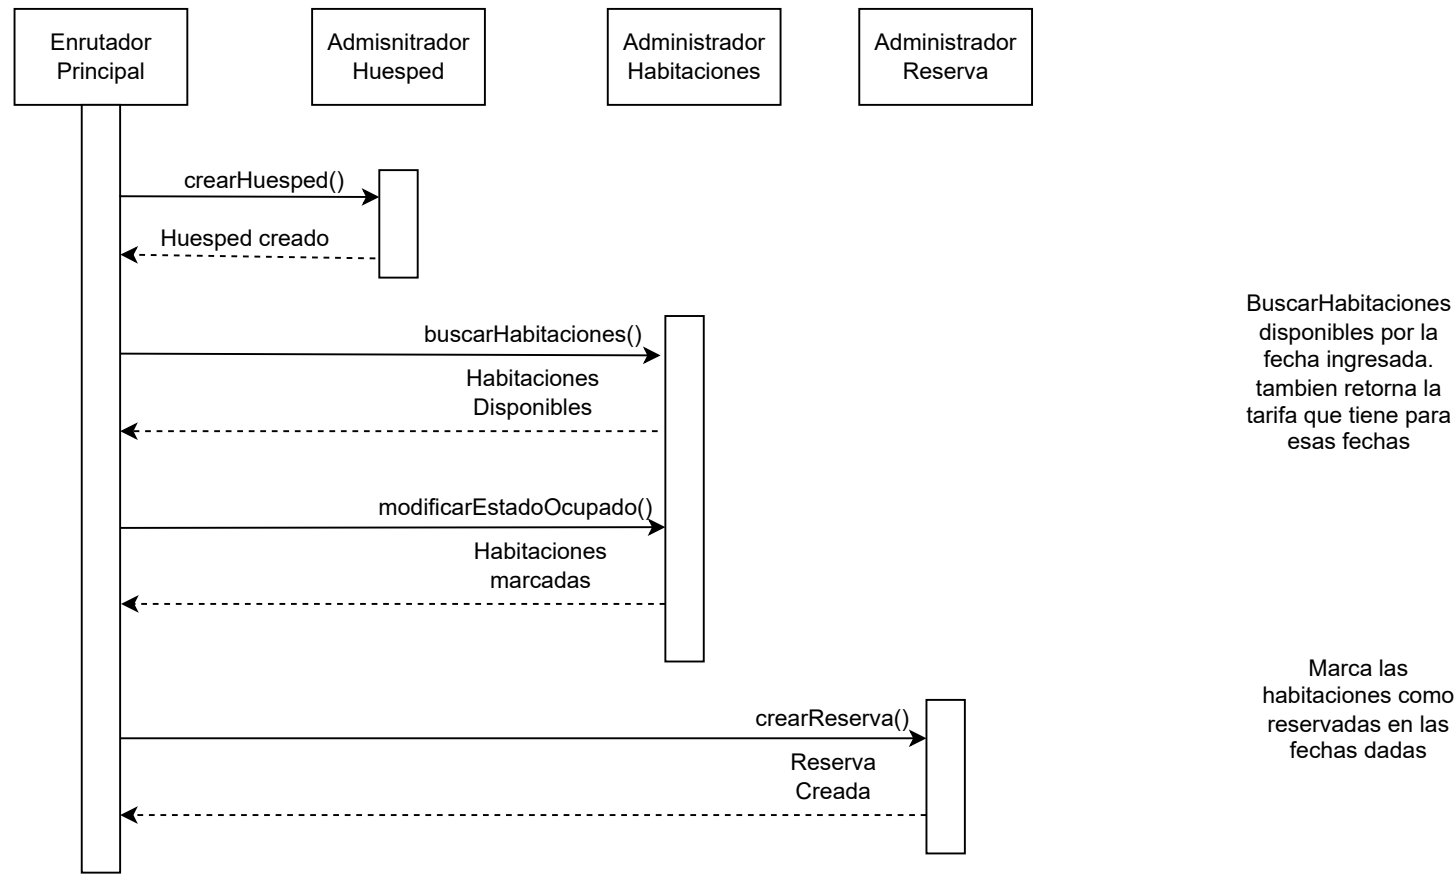 Enrutador
Principal
Admisnitrador
Huesped
Administrador
Habitaciones
Administrador
Reserva
crearHuesped()
Huesped creado
buscarHabitaciones()
Habitaciones
Disponibles
BuscarHabitaciones
disponibles por la
fecha ingresada.
tambien retorna la
tarifa que tiene para
esas fechas
modificarEstadoOcupado()
Habitaciones
marcadas
crearReserva()
Reserva
Creada
Marca las
habitaciones como
reservadas en las
fechas dadas